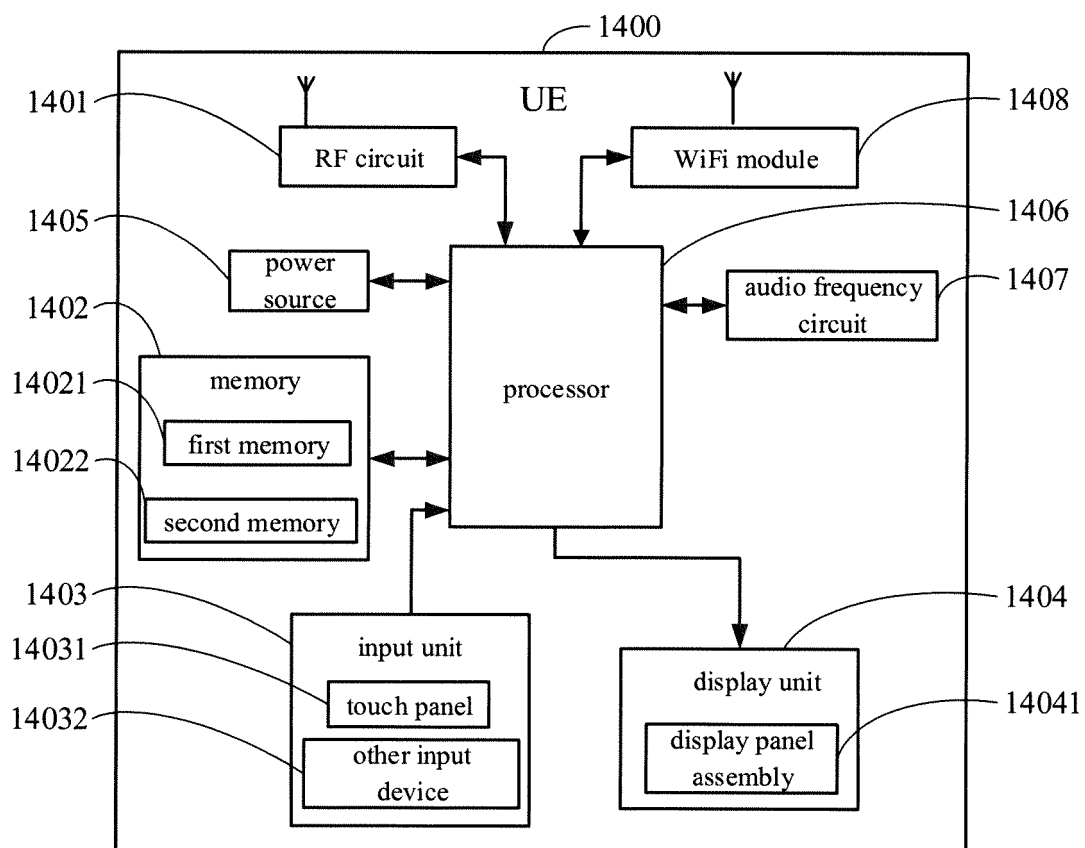 1400
1401
UE
1408
RF circuit
WiFi module
1405
1406
power
source
audio frequency
circuit
1407
1402
14021
memory
processor
first memory
14022
second memory
1403
1404
14031
input unit
display unit
touch panel
14032
14041
other input
device
display panel
assembly